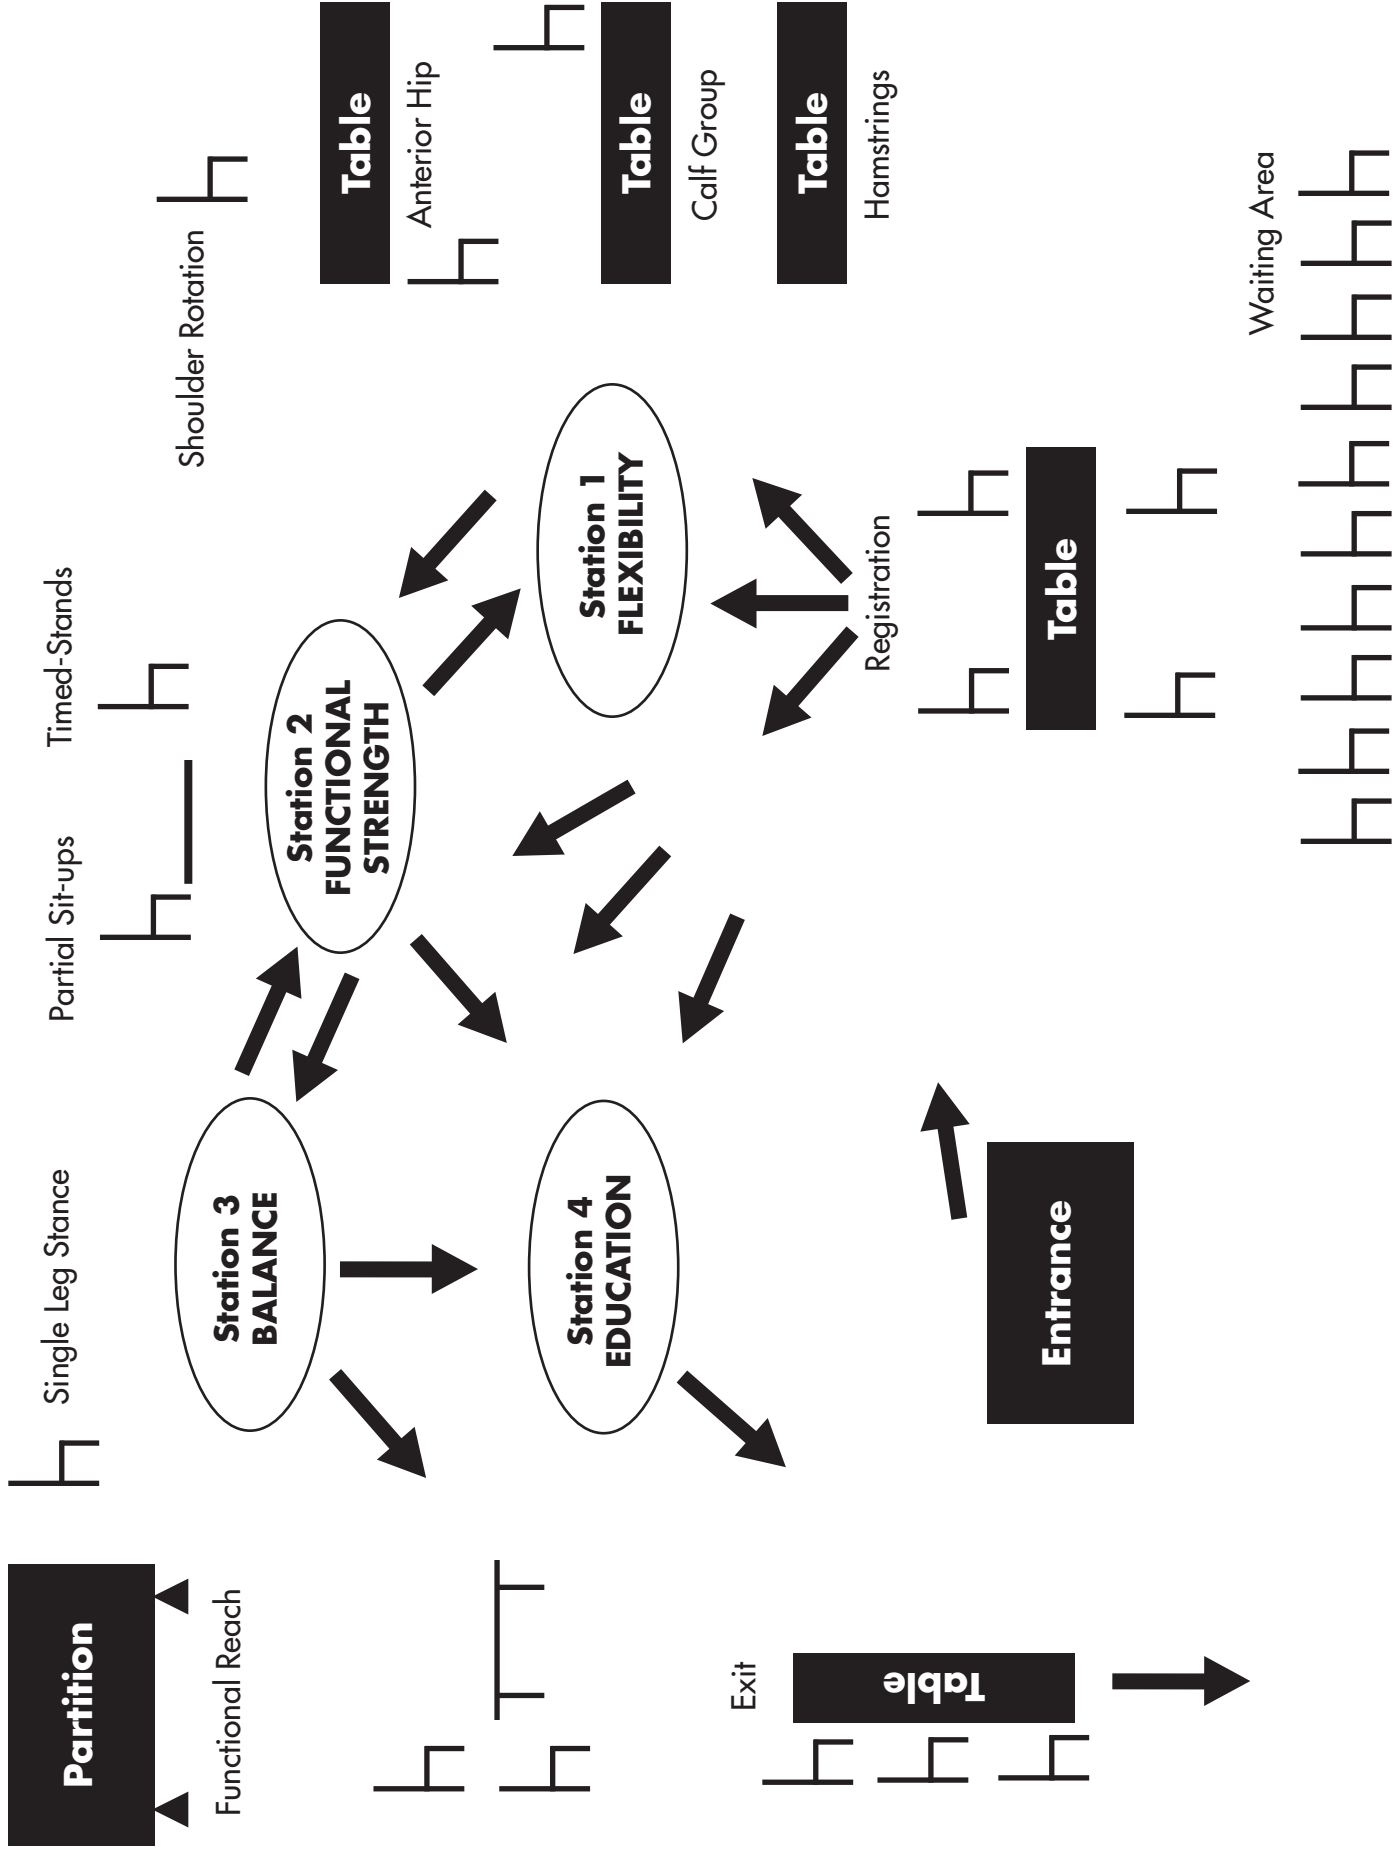 Partition
Functional Reach
Single Leg Stance
Partial Sit-ups
Timed-Stands
Shoulder Rotation
Station 3
BALANCE
Station 2
FUNCTIONAL
STRENGTH
Table
Anterior Hip
Station 4
EDUCATION
Station 1
FLEXIBILITY
Table
Calf Group
Table
Hamstrings
Exit
Table
Entrance
Registration
Table
Waiting Area